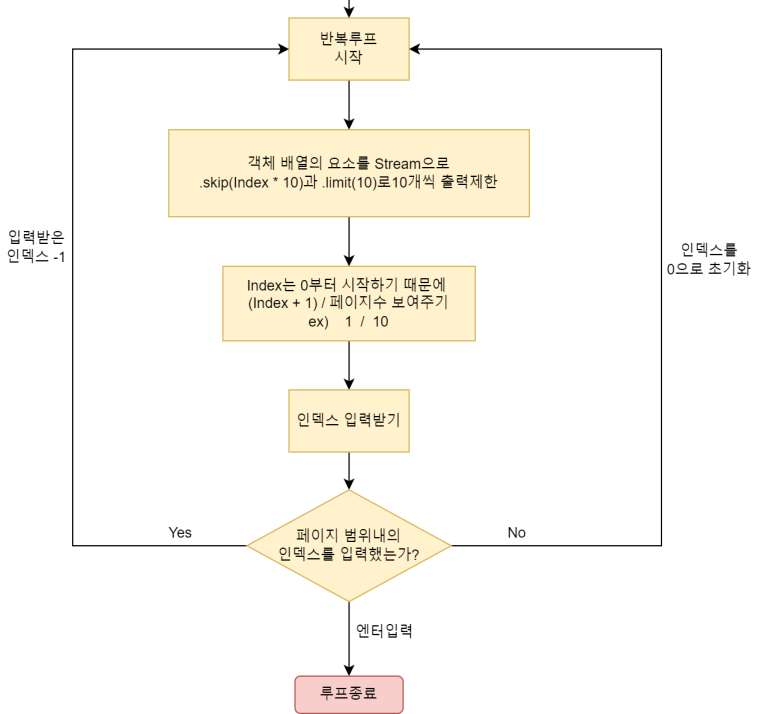 반복루프
시작
객체 배열의 요소를 Stream으로
.skip(Index * 10)과 .limit(10)로10개씩 출력제한
입력받은
인덱스 -1
인덱스를
0으로 초기화
Index는 0부터 시작하기 때문에
(Index + 1) / 페이지수 보여주기
ex) 1 / 10
인덱스 입력받기
Yes
페이지 범위내의
인덱스를 입력했는가?
No
엔터입력
루프종료